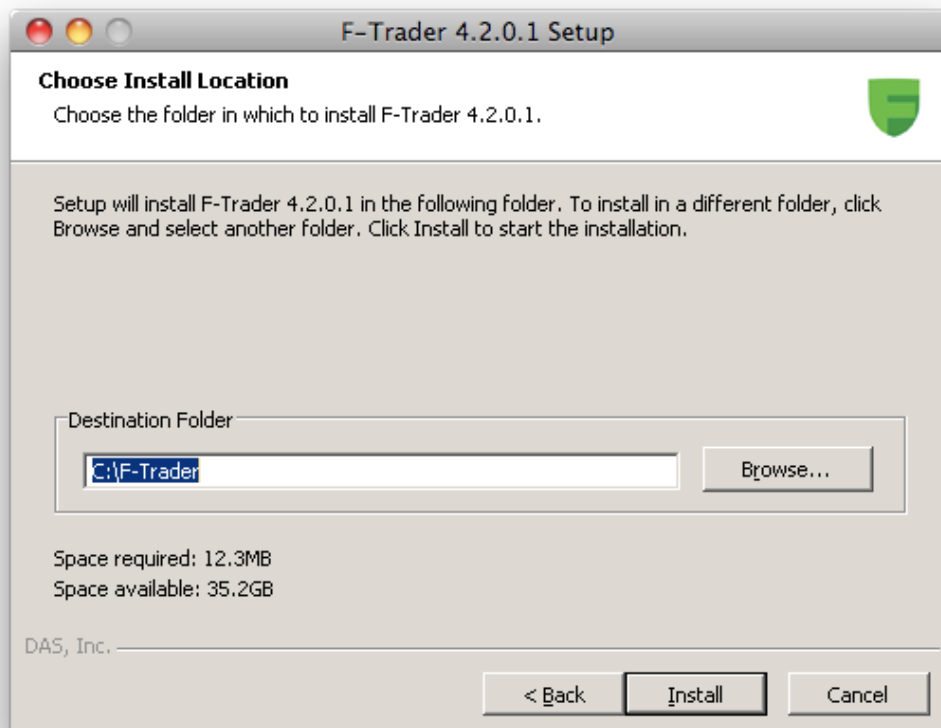 F-Trader 4.2.0.1 Setup
Choose Install Location
Choose the folder in which to install F-Trader 4.2.0.1.
Setup will install F-Trader 4.2.0.1 in the following folder. To install in a different folder, click
Browse and select another folder. Click Install to start the installation.
Destination Folder
C:\F-Trader
Browse...
Space required: 12.3MB
Space available: 35.2GB
DAS, Inc.
< Back
Install
Cancel